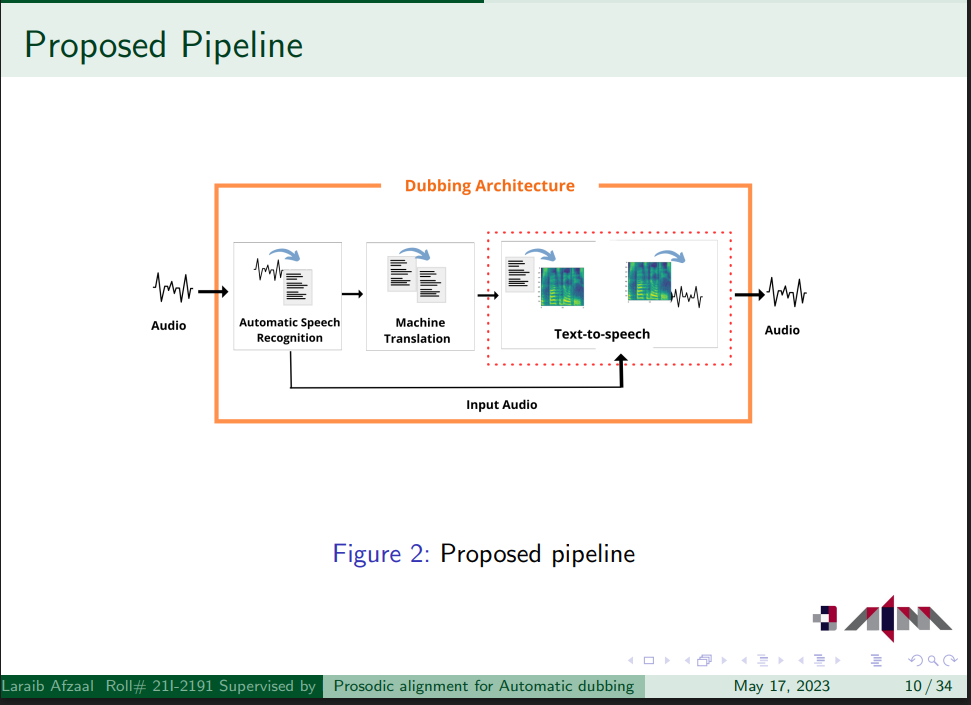 Proposed Pipeline
Dubbing Architecture
Audio
Automatic Speech
Recognition
Machine
Translation
Text-to-speech
Audio
Input Audio
Figure 2: Proposed pipeline
Laraib Afzaal Roll# 21I-2191 Supervised by
Prosodic alignment for Automatic dubbing
May 17, 2023
10 / 34